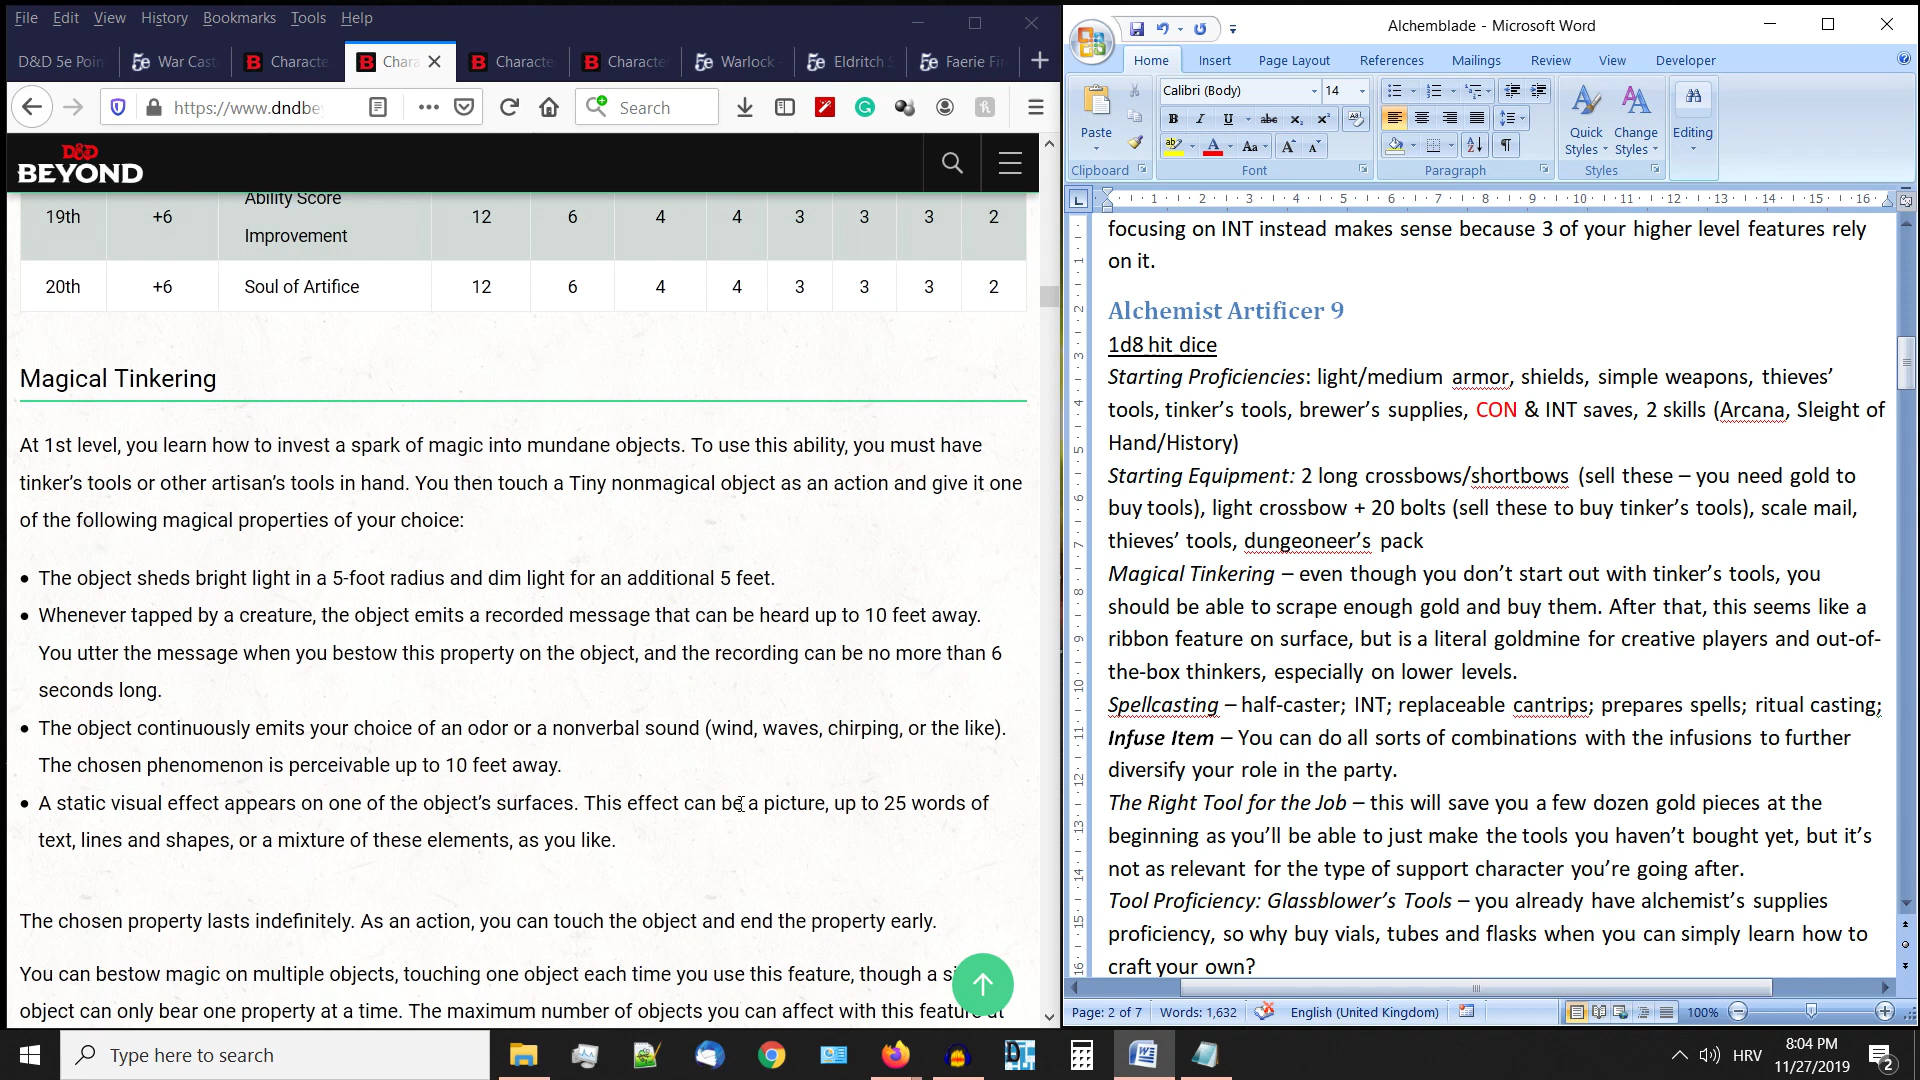 File Edit View History Bookmarks Tools Help
D&D 5e Poin War Cast Characte Chara Characte Characte Warlock - Eldritch S Faerie Fir
https://www.dndbe
Search
D&D
BEYOND
19th +6 Ability Score Improvement 12 6 4 4 3 3 3 2
20th +6 Soul of Artifice 12 6 4 4 3 3 3 2
Magical Tinkering
At 1st level, you learn how to invest a spark of magic into mundane objects. To use this ability, you must have
tinker's tools or other artisan's tools in hand. You then touch a Tiny nonmagical object as an action and give it one
of the following magical properties of your choice:
• The object sheds bright light in a 5-foot radius and dim light for an additional 5 feet.
• Whenever tapped by a creature, the object emits a recorded message that can be heard up to 10 feet away.
You utter the message when you bestow this property on the object, and the recording can be no more than 6
seconds long.
• The object continuously emits your choice of an odor or a nonverbal sound (wind, waves, chirping, or the like).
The chosen phenomenon is perceivable up to 10 feet away.
• A static visual effect appears on one of the object's surfaces. This effect can be a picture, up to 25 words of
text, lines and shapes, or a mixture of these elements, as you like.
The chosen property lasts indefinitely. As an action, you can touch the object and end the property early.
You can bestow magic on multiple objects, touching one object each time you use this feature, though a si
object can only bear one property at a time. The maximum number of objects you can affect with this feature at
Alchemblade - Microsoft Word
Home Insert Page Layout References Mailings Review View Developer
Paste
Calibri (Body) 14
Quick Styles Change Styles Editing
Clipboard Font Paragraph Styles
1 2 3 4 5 6 7 8 9 10 11 12 13 14 15 16
focusing on INT instead makes sense because 3 of your higher level features rely
on it.
Alchemist Artificer 9
1d8 hit dice
Starting Proficiencies: light/medium armor, shields, simple weapons, thieves'
tools, tinker's tools, brewer's supplies, CON & INT saves, 2 skills (Arcana, Sleight of
Hand/History)
Starting Equipment: 2 long crossbows/shortbows (sell these – you need gold to
buy tools), light crossbow + 20 bolts (sell these to buy tinker's tools), scale mail,
thieves' tools, dungeoneer's pack
Magical Tinkering – even though you don't start out with tinker's tools, you
should be able to scrape enough gold and buy them. After that, this seems like a
ribbon feature on surface, but is a literal goldmine for creative players and out-of-
the-box thinkers, especially on lower levels.
Spellcasting – half-caster; INT; replaceable cantrips; prepares spells; ritual casting;
Infuse Item – You can do all sorts of combinations with the infusions to further
diversify your role in the party.
The Right Tool for the Job – this will save you a few dozen gold pieces at the
beginning as you'll be able to just make the tools you haven't bought yet, but it's
not as relevant for the type of support character you're going after.
Tool Proficiency: Glassblower's Tools – you already have alchemist's supplies
proficiency, so why buy vials, tubes and flasks when you can simply learn how to
craft your own?
Page: 2 of 7 Words: 1,632 English (United Kingdom) 100%
Type here to search
HRV
8:04 PM
11/27/2019
2